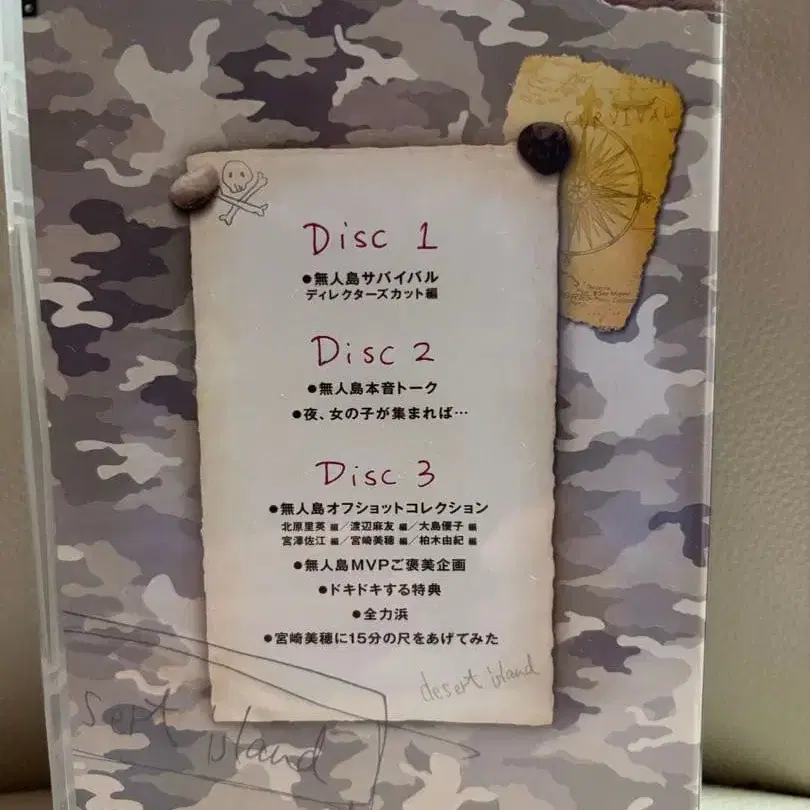 SURVIVAL
Disc 1
●無人島サバイバル
ディレクターズカット編
Disc 2
●無人島本音トーク
●夜、女の子が集まれば…
Disc 3
●無人島オフショットコレクション
北原里英 編／渡辺麻友 編／大島優子 編
宮澤佐江 編／宮崎美穂 編／柏木由紀 編
●無人島MVPご褒美企画
●ドキドキする特典
●全力浜
●宮崎美穂に15分の尺をあげてみた
desert island
sert island